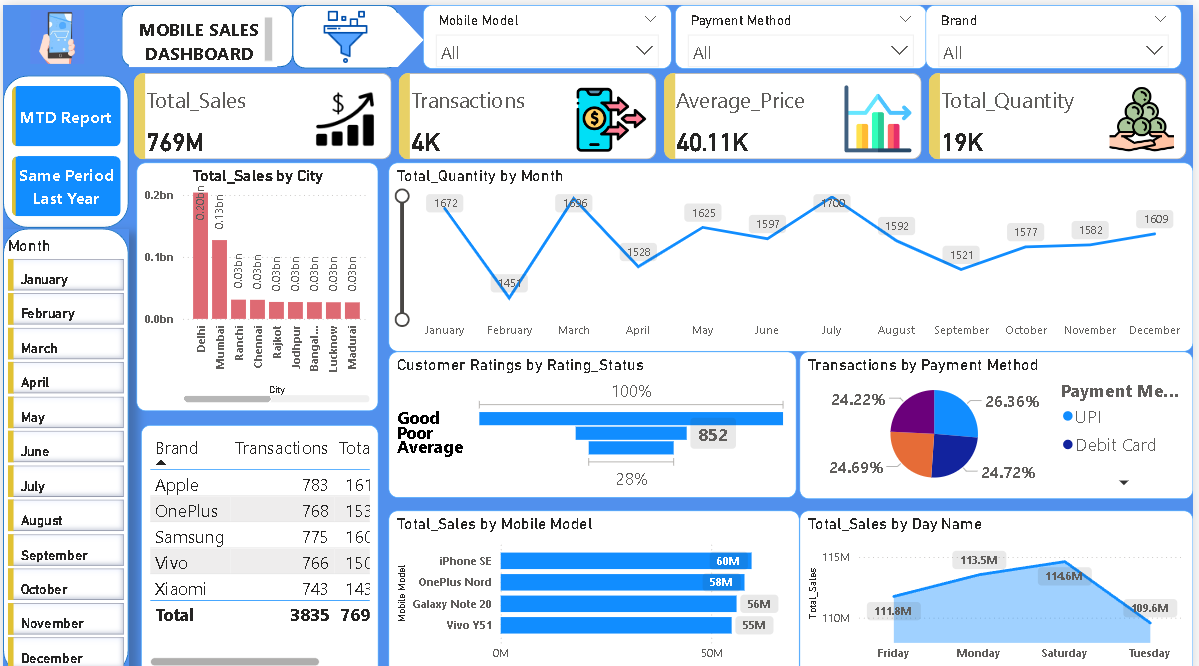 MOBILE SALES
DASHBOARD
Mobile Model
All
Payment Method
All
Brand
All
MTD Report
Same Period
Last Year
Total_Sales
769M
Transactions
4K
Average_Price
40.11K
Total_Quantity
19K
Month
January
February
March
April
May
June
July
August
September
October
November
December
Total_Sales by City
0.2bn
0.1bn
0.0bn
0.20bn
0.13bn
0.03bn
0.03bn
0.03bn
0.03bn
0.03bn
0.03bn
0.03bn
Delhi
Mumbai
Ranchi
Chennai
Rajkot
Jodhpur
Bangal...
Lucknow
Madurai
City
Total_Quantity by Month
1672
1451
1696
1528
1625
1597
1700
1592
1521
1577
1582
1609
January February March April May June July August September October November December
Brand Transactions Tota
Apple 783 161
OnePlus 768 153
Samsung 775 160
Vivo 766 150
Xiaomi 743 143
Total 3835 769
Customer Ratings by Rating_Status
100%
Good
Poor
Average
852
28%
Transactions by Payment Method
24.22%
26.36%
24.69%
24.72%
Payment Me...
UPI
Debit Card
Total_Sales by Mobile Model
Mobile Model
iPhone SE 60M
OnePlus Nord 58M
Galaxy Note 20 56M
Vivo Y51 55M
0M 50M
Total_Sales by Day Name
Total_Sales
115M
110M
111.8M
113.5M
114.6M
109.6M
Friday Monday Saturday Tuesday